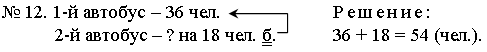 № 12. 1-й автобус – 36 чел. Решение:
2-й автобус – ? на 18 чел. б. 36 + 18 = 54 (чел.).